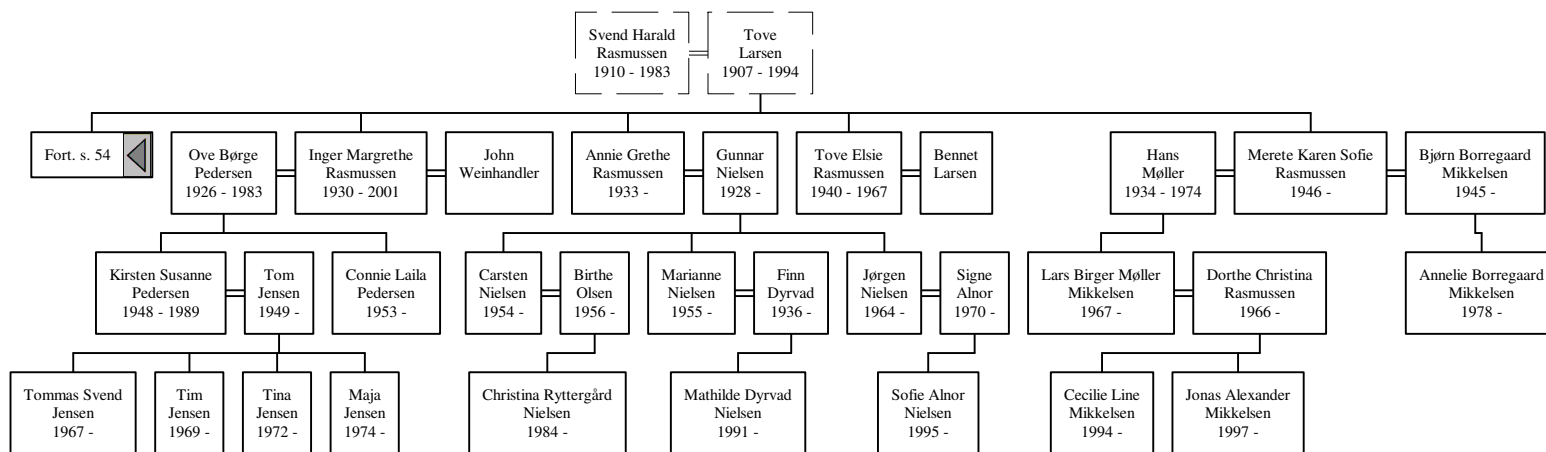 Svend Harald
Rasmussen
1910 - 1983
Tove
Larsen
1907 - 1994
Fort. s. 54
Ove Børge
Pedersen
1926 - 1983
Inger Margrethe
Rasmussen
1930 - 2001
John
Weinhandler
Annie Grethe
Rasmussen
1933 -
Gunnar
Nielsen
1928 -
Tove Elsie
Rasmussen
1940 - 1967
Bennet
Larsen
Hans
Møller
1934 - 1974
Merete Karen Sofie
Rasmussen
1946 -
Bjørn Borregaard
Mikkelsen
1945 -
Kirsten Susanne
Pedersen
1948 - 1989
Tom
Jensen
1949 -
Connie Laila
Pedersen
1953 -
Carsten
Nielsen
1954 -
Birthe
Olsen
1956 -
Marianne
Nielsen
1955 -
Finn
Dyrvad
1936 -
Jørgen
Nielsen
1964 -
Signe
Alnor
1970 -
Lars Birger Møller
Mikkelsen
1967 -
Dorthe Christina
Rasmussen
1966 -
Annelie Borregaard
Mikkelsen
1978 -
Tommas Svend
Jensen
1967 -
Tim
Jensen
1969 -
Tina
Jensen
1972 -
Maja
Jensen
1974 -
Christina Ryttergård
Nielsen
1984 -
Mathilde Dyrvad
Nielsen
1991 -
Sofie Alnor
Nielsen
1995 -
Cecilie Line
Mikkelsen
1994 -
Jonas Alexander
Mikkelsen
1997 -